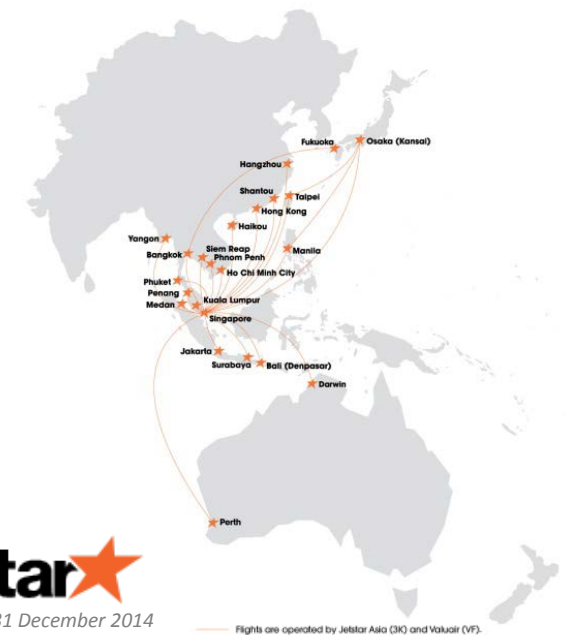 Fukuoka
Osaka (Kansai)
Hangzhou
Shantou
Taipei
Hong Kong
Haikou
Yangon
Siem Reap
Bangkok
Phnom Penh
Manila
Ho Chi Minh City
Phuket
Penang
Kuala Lumpur
Medan
Singapore
Jakarta
Surabaya
Bali (Denpasar)
Darwin
Perth
tar
31 December 2014
Flights are operated by Jetstar Asia (3K) and Valuair (VF).